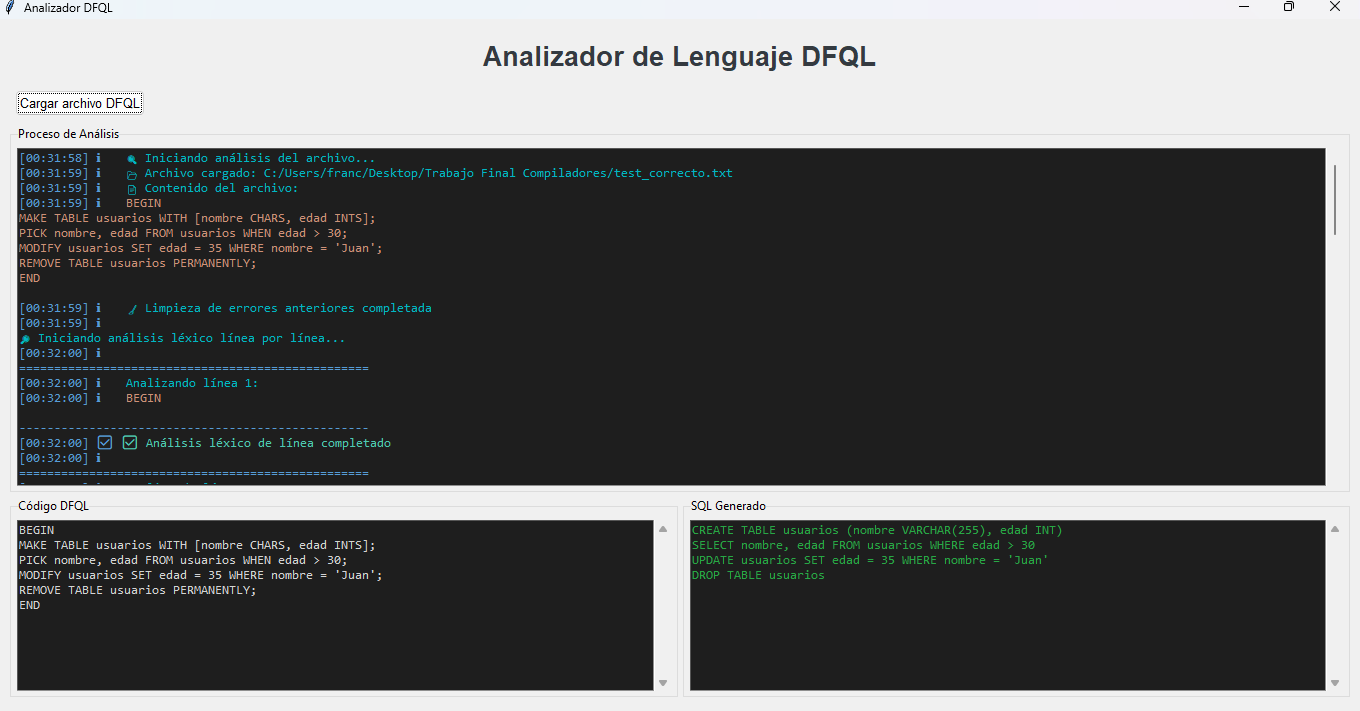 Analizador DFQL
Analizador de Lenguaje DFQL
Cargar archivo DFQL
Proceso de Análisis
[00:31:58] ℹ 🔍 Iniciando análisis del archivo...
[00:31:59] ℹ 📂 Archivo cargado: C:/Users/franc/Desktop/Trabajo Final Compiladores/test_correcto.txt
[00:31:59] ℹ 📄 Contenido del archivo:
[00:31:59] ℹ BEGIN
MAKE TABLE usuarios WITH [nombre CHARS, edad INTS];
PICK nombre, edad FROM usuarios WHEN edad > 30;
MODIFY usuarios SET edad = 35 WHERE nombre = 'Juan';
REMOVE TABLE usuarios PERMANENTLY;
END
[00:31:59] ℹ 🧹 Limpieza de errores anteriores completada
[00:31:59] ℹ
🔎 Iniciando análisis léxico línea por línea...
[00:32:00] ℹ
==================================================
[00:32:00] ℹ Analizando línea 1:
[00:32:00] ℹ BEGIN
--------------------------------------------------
[00:32:00] ✅ ✅ Análisis léxico de línea completado
[00:32:00] ℹ
==================================================
Código DFQL
BEGIN
MAKE TABLE usuarios WITH [nombre CHARS, edad INTS];
PICK nombre, edad FROM usuarios WHEN edad > 30;
MODIFY usuarios SET edad = 35 WHERE nombre = 'Juan';
REMOVE TABLE usuarios PERMANENTLY;
END
SQL Generado
CREATE TABLE usuarios (nombre VARCHAR(255), edad INT)
SELECT nombre, edad FROM usuarios WHERE edad > 30
UPDATE usuarios SET edad = 35 WHERE nombre = 'Juan'
DROP TABLE usuarios